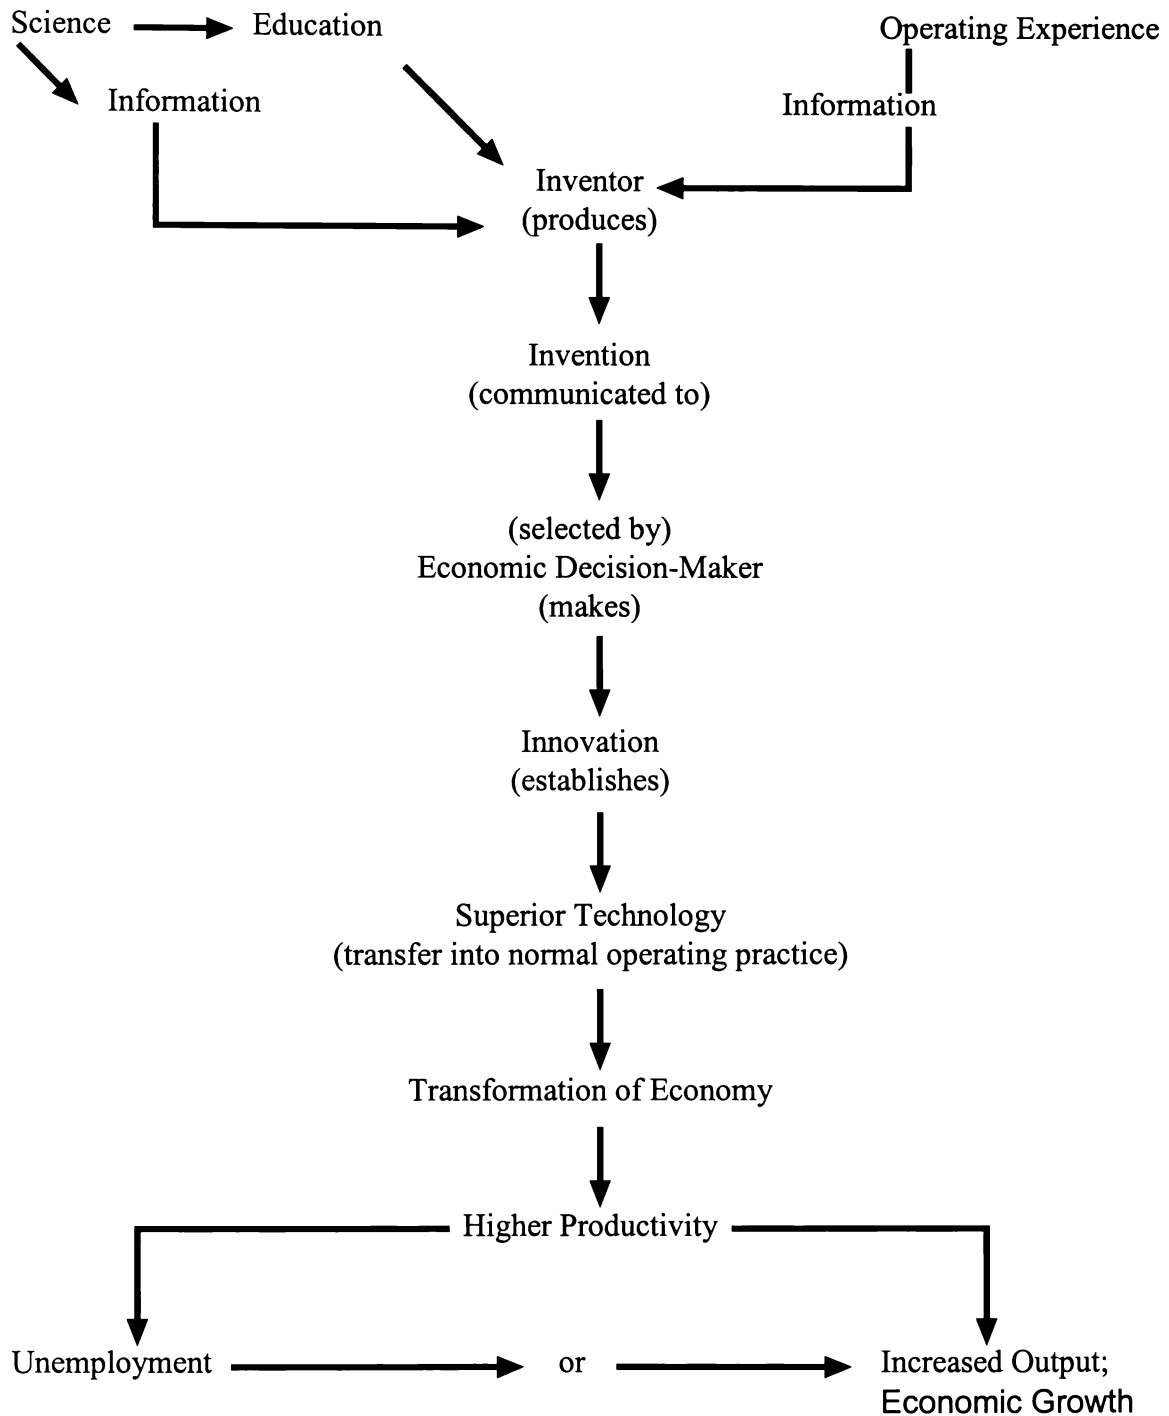 Science
Education
Operating Experience
Information
Information
Inventor
(produces)
Invention
(communicated to)
(selected by)
Economic Decision-Maker
(makes)
Innovation
(establishes)
Superior Technology
(transfer into normal operating practice)
Transformation of Economy
Higher Productivity
Unemployment
or
Increased Output;
Economic Growth